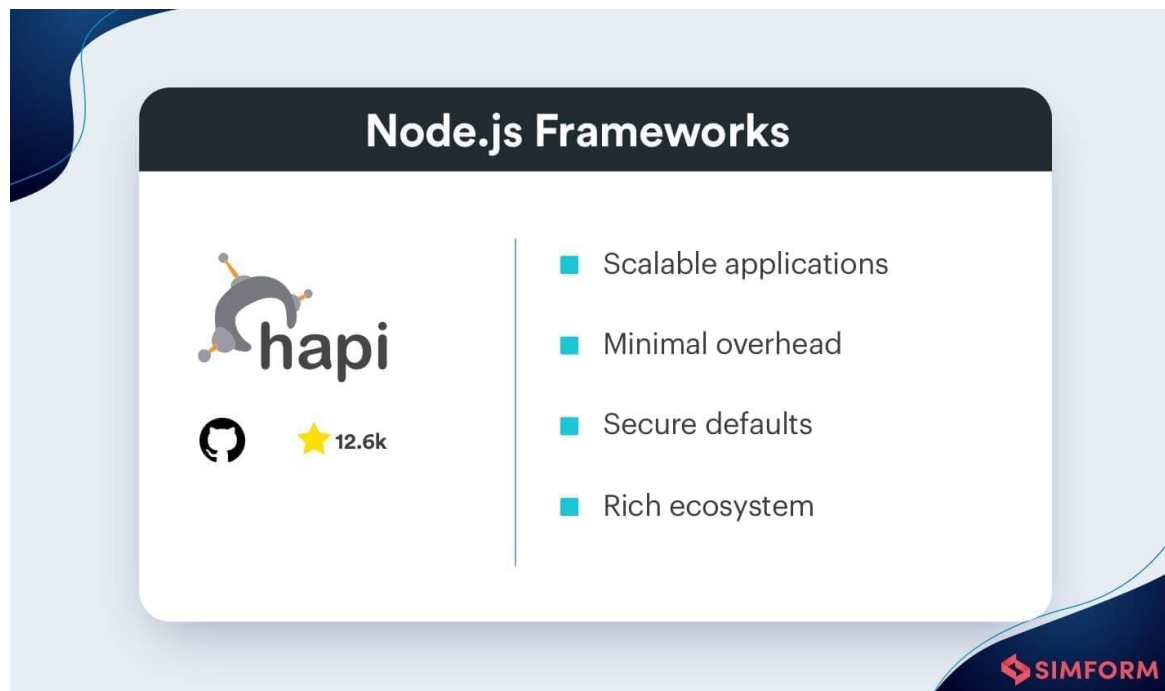 Node.js Frameworks
hapi
12.6k
Scalable applications
Minimal overhead
Secure defaults
Rich ecosystem
SIMFORM